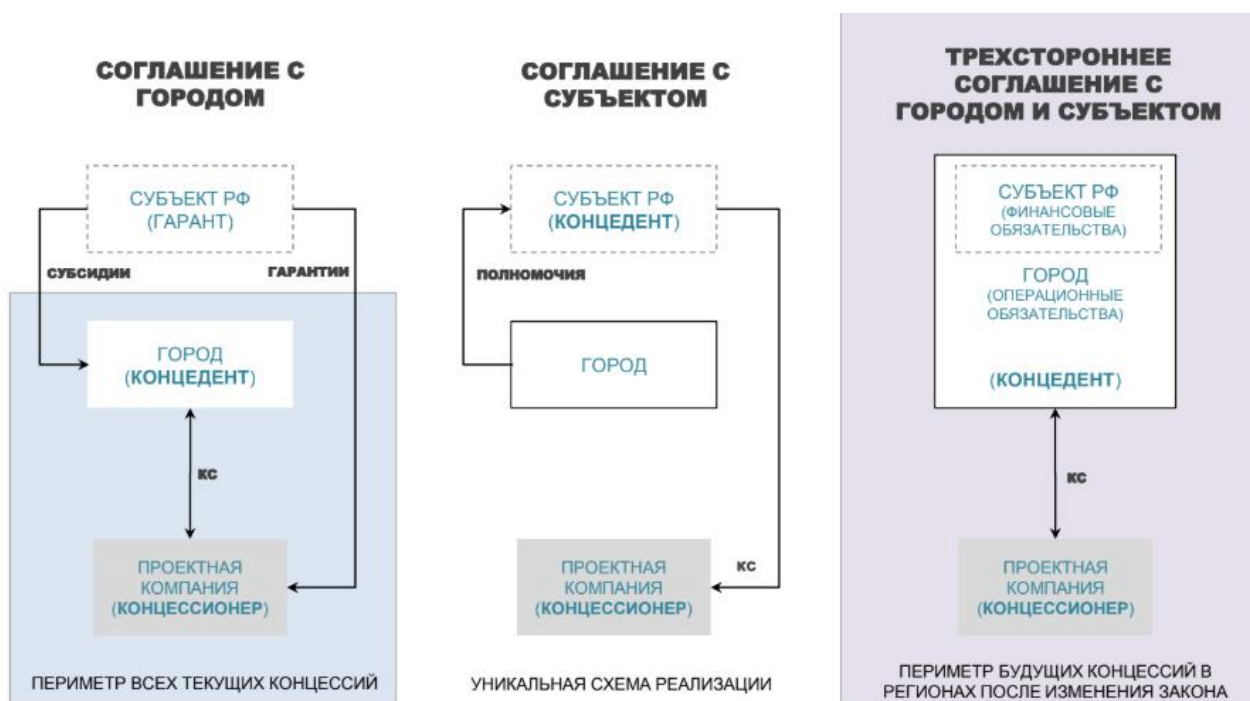 СОГЛАШЕНИЕ С
ГОРОДОМ
СУБЪЕКТ РФ
(ГАРАНТ)
СУБСИДИИ
ГАРАНТИИ
ГОРОД
(КОНЦЕДЕНТ)
КС
ПРОЕКТНАЯ
КОМПАНИЯ
(КОНЦЕССИОНЕР)
ПЕРИМЕТР ВСЕХ ТЕКУЩИХ КОНЦЕССИЙ
СОГЛАШЕНИЕ С
СУБЪЕКТОМ
СУБЪЕКТ РФ
(КОНЦЕДЕНТ)
ПОЛНОМОЧИЯ
ГОРОД
КС
ПРОЕКТНАЯ
КОМПАНИЯ
(КОНЦЕССИОНЕР)
УНИКАЛЬНАЯ СХЕМА РЕАЛИЗАЦИИ
ТРЕХСТОРОННЕЕ
СОГЛАШЕНИЕ С
ГОРОДОМ И СУБЪЕКТОМ
СУБЪЕКТ РФ
(ФИНАНСОВЫЕ
ОБЯЗАТЕЛЬСТВА)
ГОРОД
(ОПЕРАЦИОННЫЕ
ОБЯЗАТЕЛЬСТВА)
(КОНЦЕДЕНТ)
КС
ПРОЕКТНАЯ
КОМПАНИЯ
(КОНЦЕССИОНЕР)
ПЕРИМЕТР БУДУЩИХ КОНЦЕССИЙ В
РЕГИОНАХ ПОСЛЕ ИЗМЕНЕНИЯ ЗАКОНА